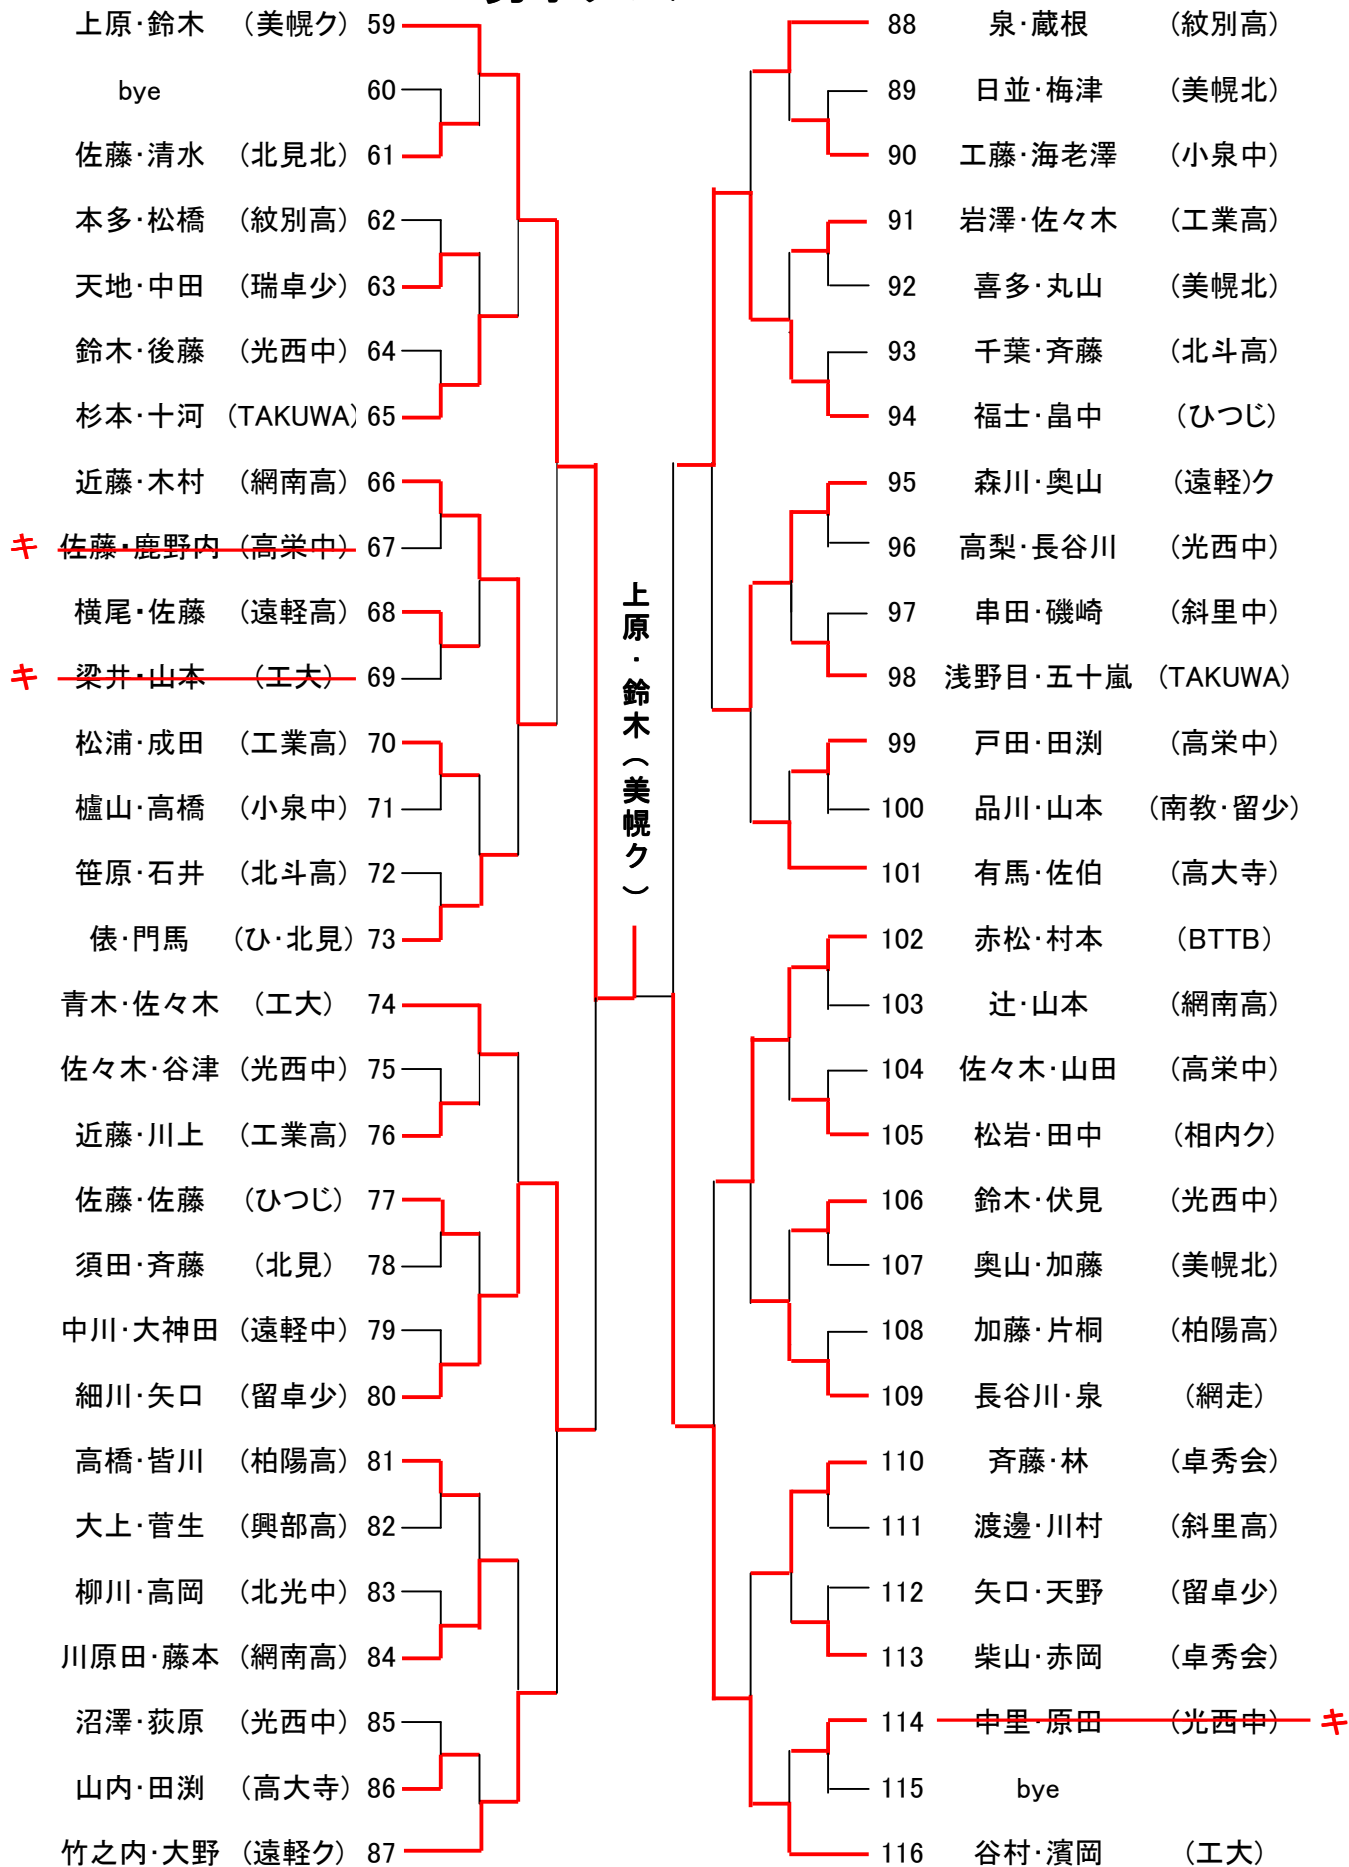 上原・鈴木 (美幌ク) 59
bye 60
佐藤・清水 (北見北) 61
本多・松橋 (紋別高) 62
天地・中田 (瑞卓少) 63
鈴木・後藤 (光西中) 64
杉本・十河 (TAKUWA) 65
近藤・木村 (網南高) 66
キ 佐藤・鹿野内 (高栄中) 67
横尾・佐藤 (遠軽高) 68
キ 梁井・山本 (工大) 69
松浦・成田 (工業高) 70
櫨山・高橋 (小泉中) 71
笹原・石井 (北斗高) 72
俵・門馬 (ひ・北見) 73
青木・佐々木 (工大) 74
佐々木・谷津 (光西中) 75
近藤・川上 (工業高) 76
佐藤・佐藤 (ひつじ) 77
須田・斉藤 (北見) 78
中川・大神田 (遠軽中) 79
細川・矢口 (留卓少) 80
高橋・皆川 (柏陽高) 81
大上・菅生 (興部高) 82
柳川・高岡 (北光中) 83
川原田・藤本 (網南高) 84
沼澤・荻原 (光西中) 85
山内・田渕 (高大寺) 86
竹之内・大野 (遠軽ク) 87
上原・鈴木(美幌ク)
88 泉・蔵根 (紋別高)
89 日並・梅津 (美幌北)
90 工藤・海老澤 (小泉中)
91 岩澤・佐々木 (工業高)
92 喜多・丸山 (美幌北)
93 千葉・斉藤 (北斗高)
94 福士・畠中 (ひつじ)
95 森川・奥山 (遠軽)ク
96 高梨・長谷川 (光西中)
97 串田・磯崎 (斜里中)
98 浅野目・五十嵐 (TAKUWA)
99 戸田・田渕 (高栄中)
100 品川・山本 (南教・留少)
101 有馬・佐伯 (高大寺)
102 赤松・村本 (BTTB)
103 辻・山本 (網南高)
104 佐々木・山田 (高栄中)
105 松岩・田中 (相内ク)
106 鈴木・伏見 (光西中)
107 奥山・加藤 (美幌北)
108 加藤・片桐 (柏陽高)
109 長谷川・泉 (網走)
110 斉藤・林 (卓秀会)
111 渡邊・川村 (斜里高)
112 矢口・天野 (留卓少)
113 柴山・赤岡 (卓秀会)
114 中里・原田 (光西中) キ
115 bye
116 谷村・濱岡 (工大)